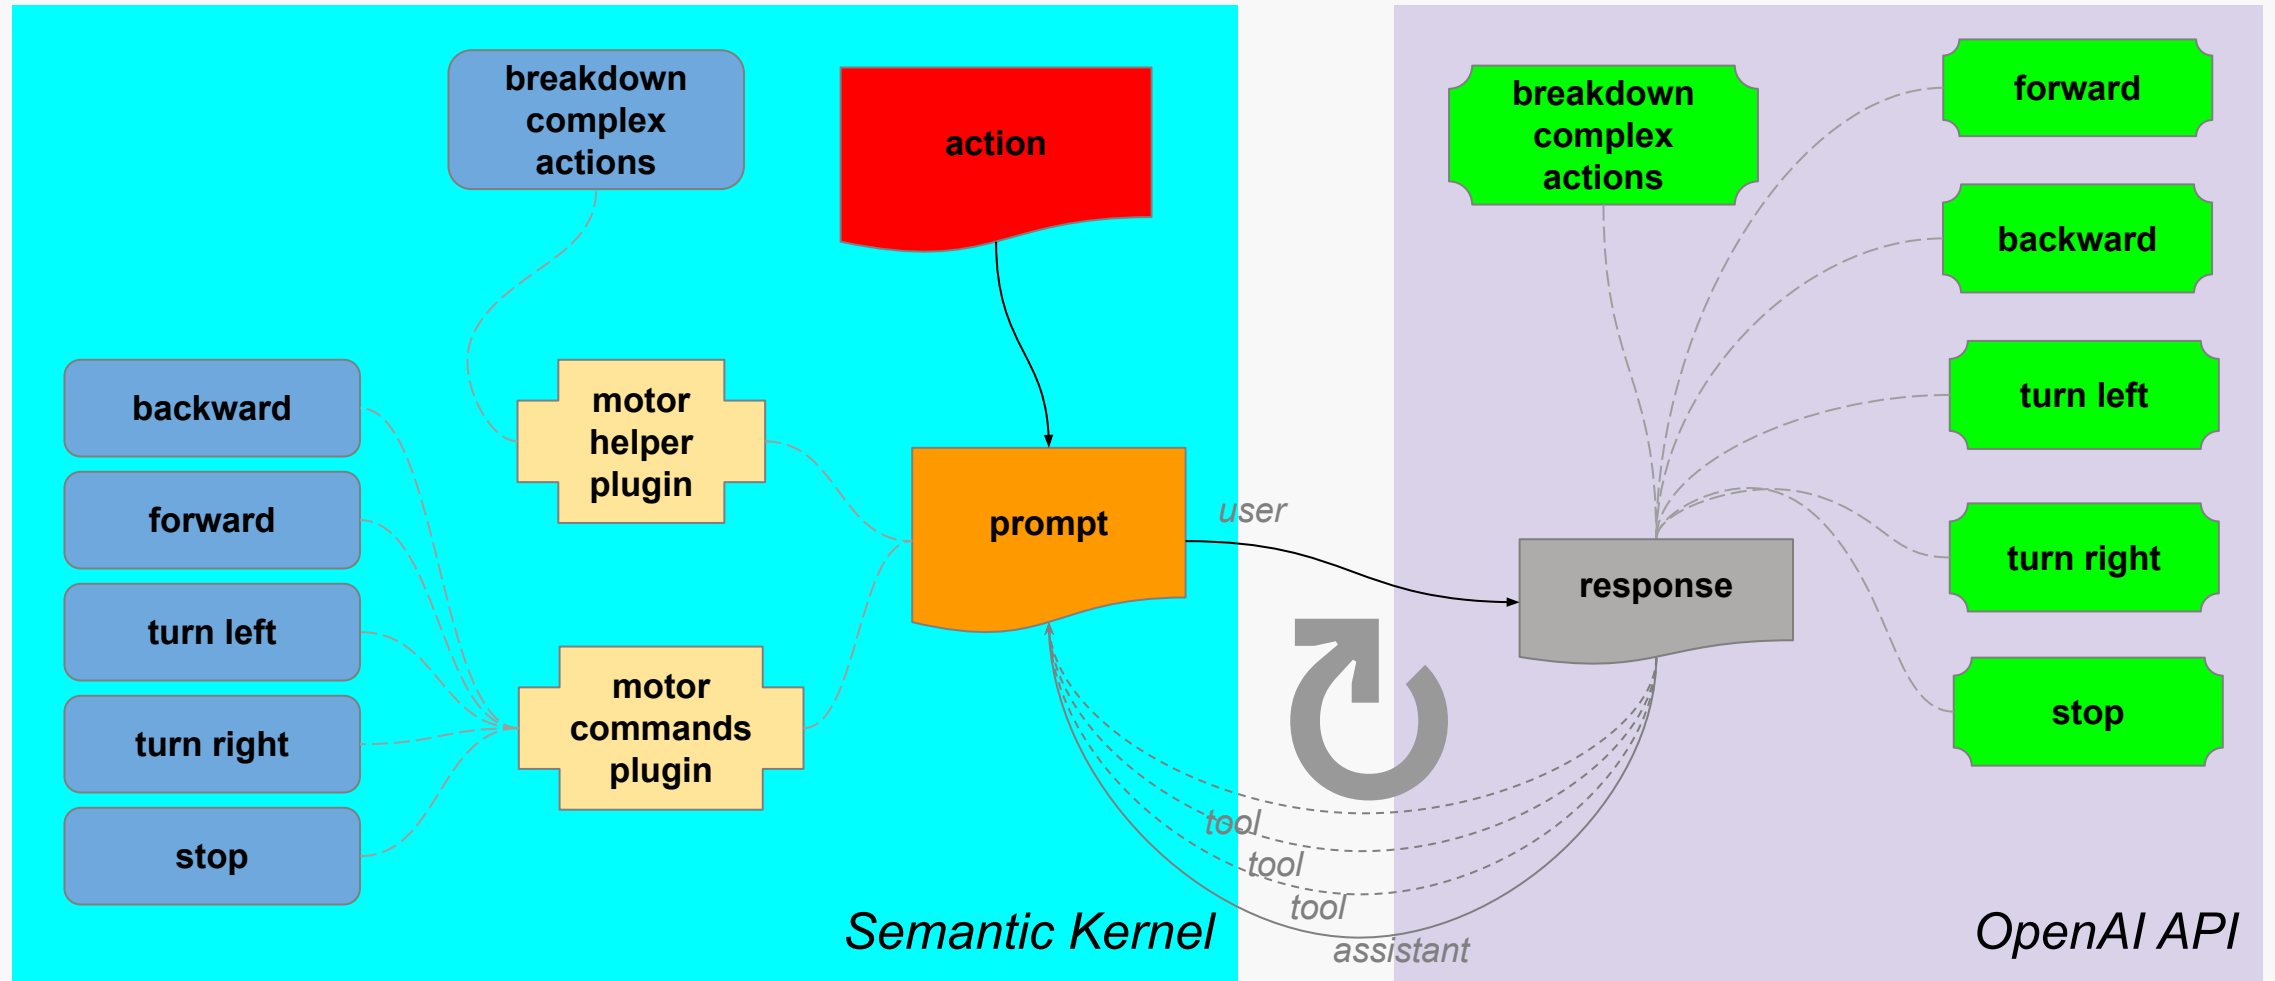 breakdown
complex
actions
action
backward
forward
turn left
turn right
stop
motor
helper
plugin
motor
commands
plugin
prompt
Semantic Kernel
user
tool
tool
tool
assistant
breakdown
complex
actions
response
forward
backward
turn left
turn right
stop
OpenAI API